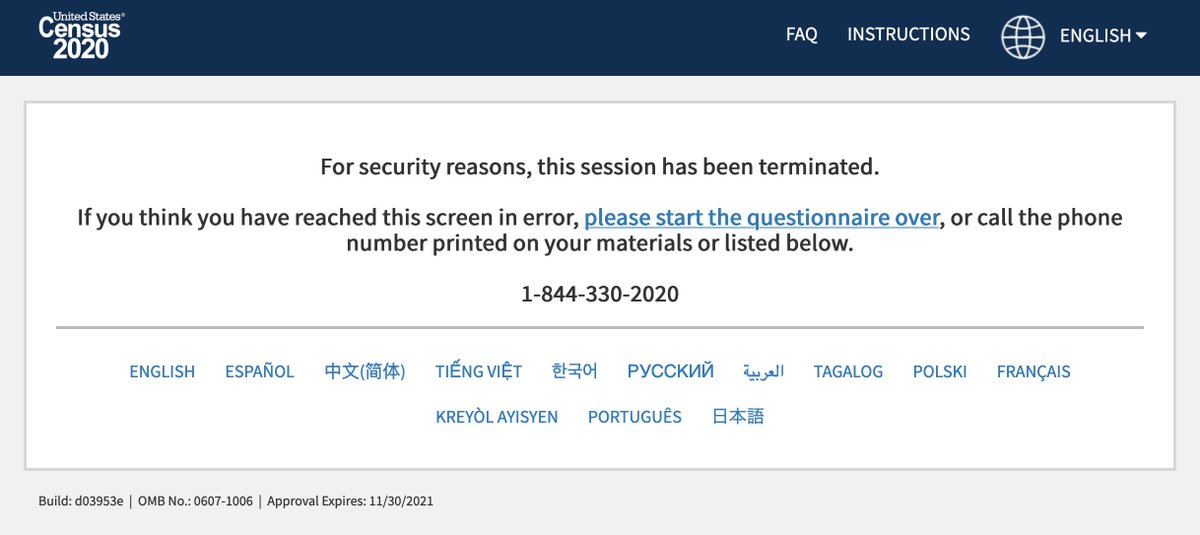 United States®
Census
2020
FAQ INSTRUCTIONS ENGLISH
For security reasons, this session has been terminated.
If you think you have reached this screen in error, please start the questionnaire over, or call the phone
number printed on your materials or listed below.
1-844-330-2020
ENGLISH ESPAÑOL 中文(简体) TIẾNG VIỆT 한국어 РУССКИЙ العربية TAGALOG POLSKI FRANÇAIS
KREYÒL AYISYEN PORTUGUÊS 日本語
Build: d03953e | OMB No.: 0607-1006 | Approval Expires: 11/30/2021